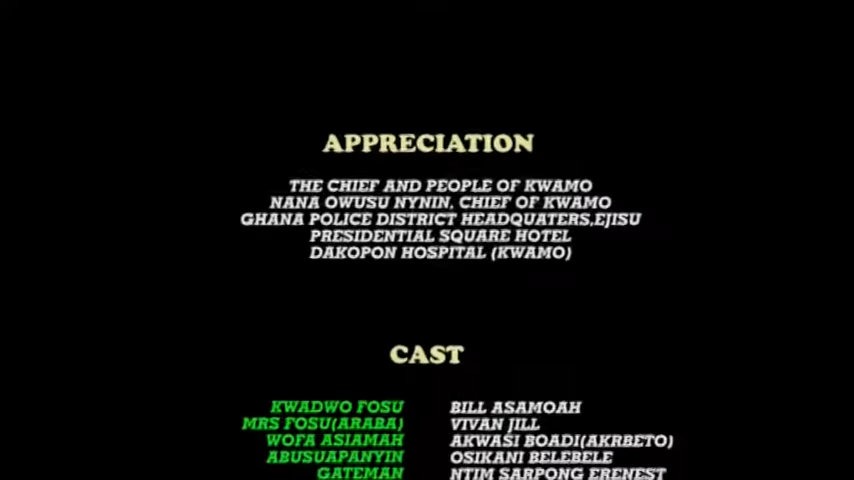 APPRECIATION
THE CHIEF AND PEOPLE OF KWAMO
NANA OWUSU NYNIN, CHIEF OF KWAMO
GHANA POLICE DISTRICT HEADQUATERS,EJISU
PRESIDENTIAL SQUARE HOTEL
DAKOPON HOSPITAL (KWAMO)
CAST
KWADWO FOSU BILL ASAMOAH
MRS FOSU(ARABA) VIVAN JILL
WOFA ASIAMAH AKWASI BOADI(AKRBETO)
ABUSUAPANYIN OSIKANI BELEBELE
GATEMAN NTIM SARPONG ERENEST